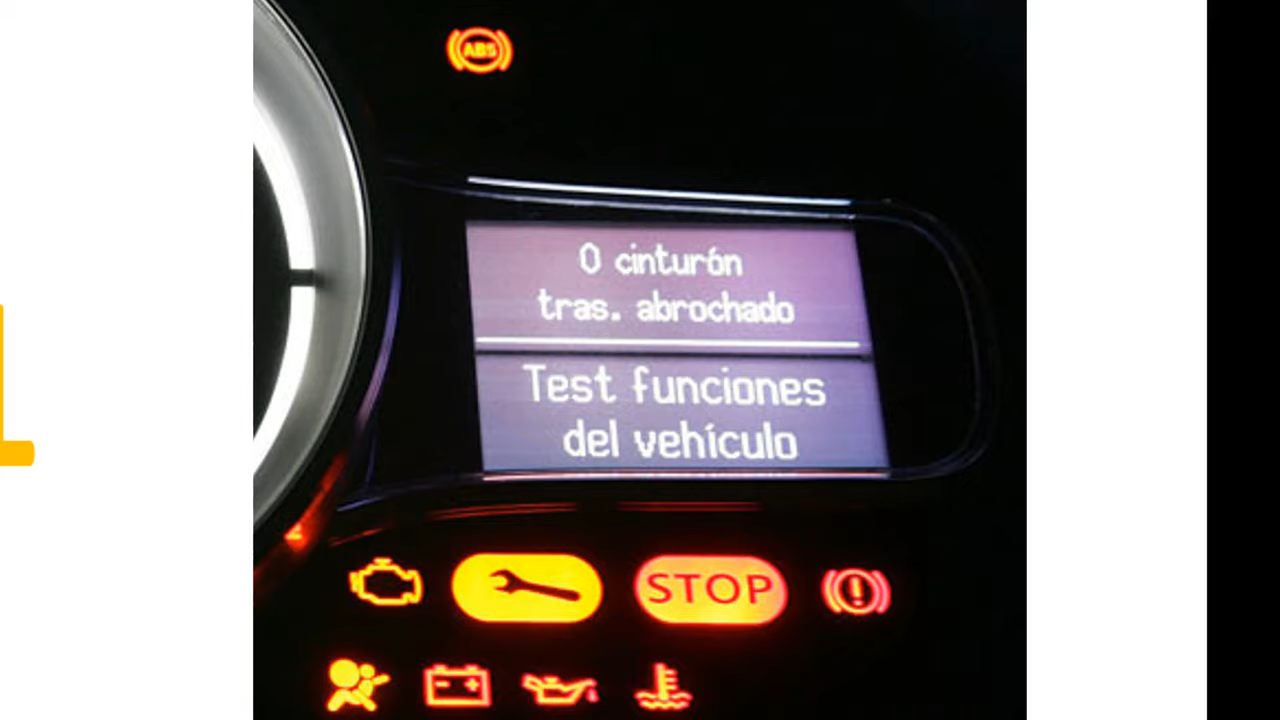 ABS
0 cinturón
tras. abrochado
Test funciones
del vehículo
STOP